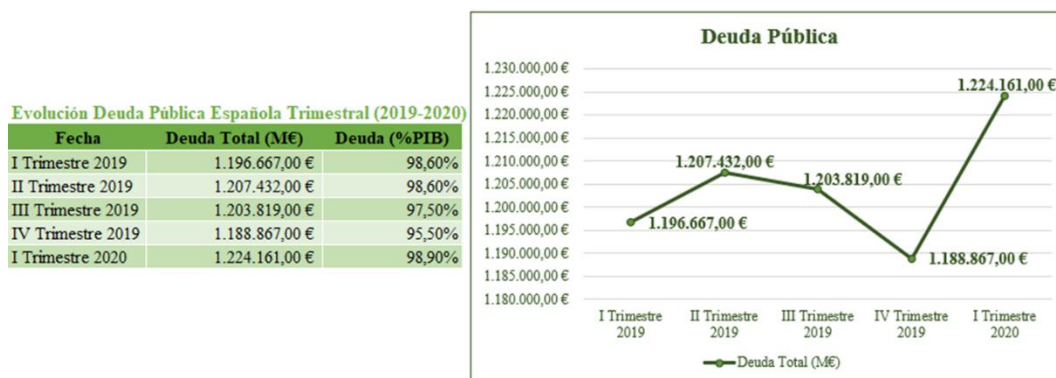 Evolución Deuda Pública Española Trimestral (2019-2020)
Fecha Deuda Total (M€) Deuda (%PIB)
I Trimestre 2019 1.196.667,00 € 98,60%
II Trimestre 2019 1.207.432,00 € 98,60%
III Trimestre 2019 1.203.819,00 € 97,50%
IV Trimestre 2019 1.188.867,00 € 95,50%
I Trimestre 2020 1.224.161,00 € 98,90%
Deuda Pública
1.230.000,00 €
1.225.000,00 €
1.220.000,00 €
1.215.000,00 €
1.210.000,00 €
1.205.000,00 €
1.200.000,00 €
1.195.000,00 €
1.190.000,00 €
1.185.000,00 €
1.180.000,00 €
1.196.667,00 €
1.207.432,00 €
1.203.819,00 €
1.188.867,00 €
1.224.161,00 €
I Trimestre 2019
II Trimestre 2019
III Trimestre 2019
IV Trimestre 2019
I Trimestre 2020
Deuda Total (M€)